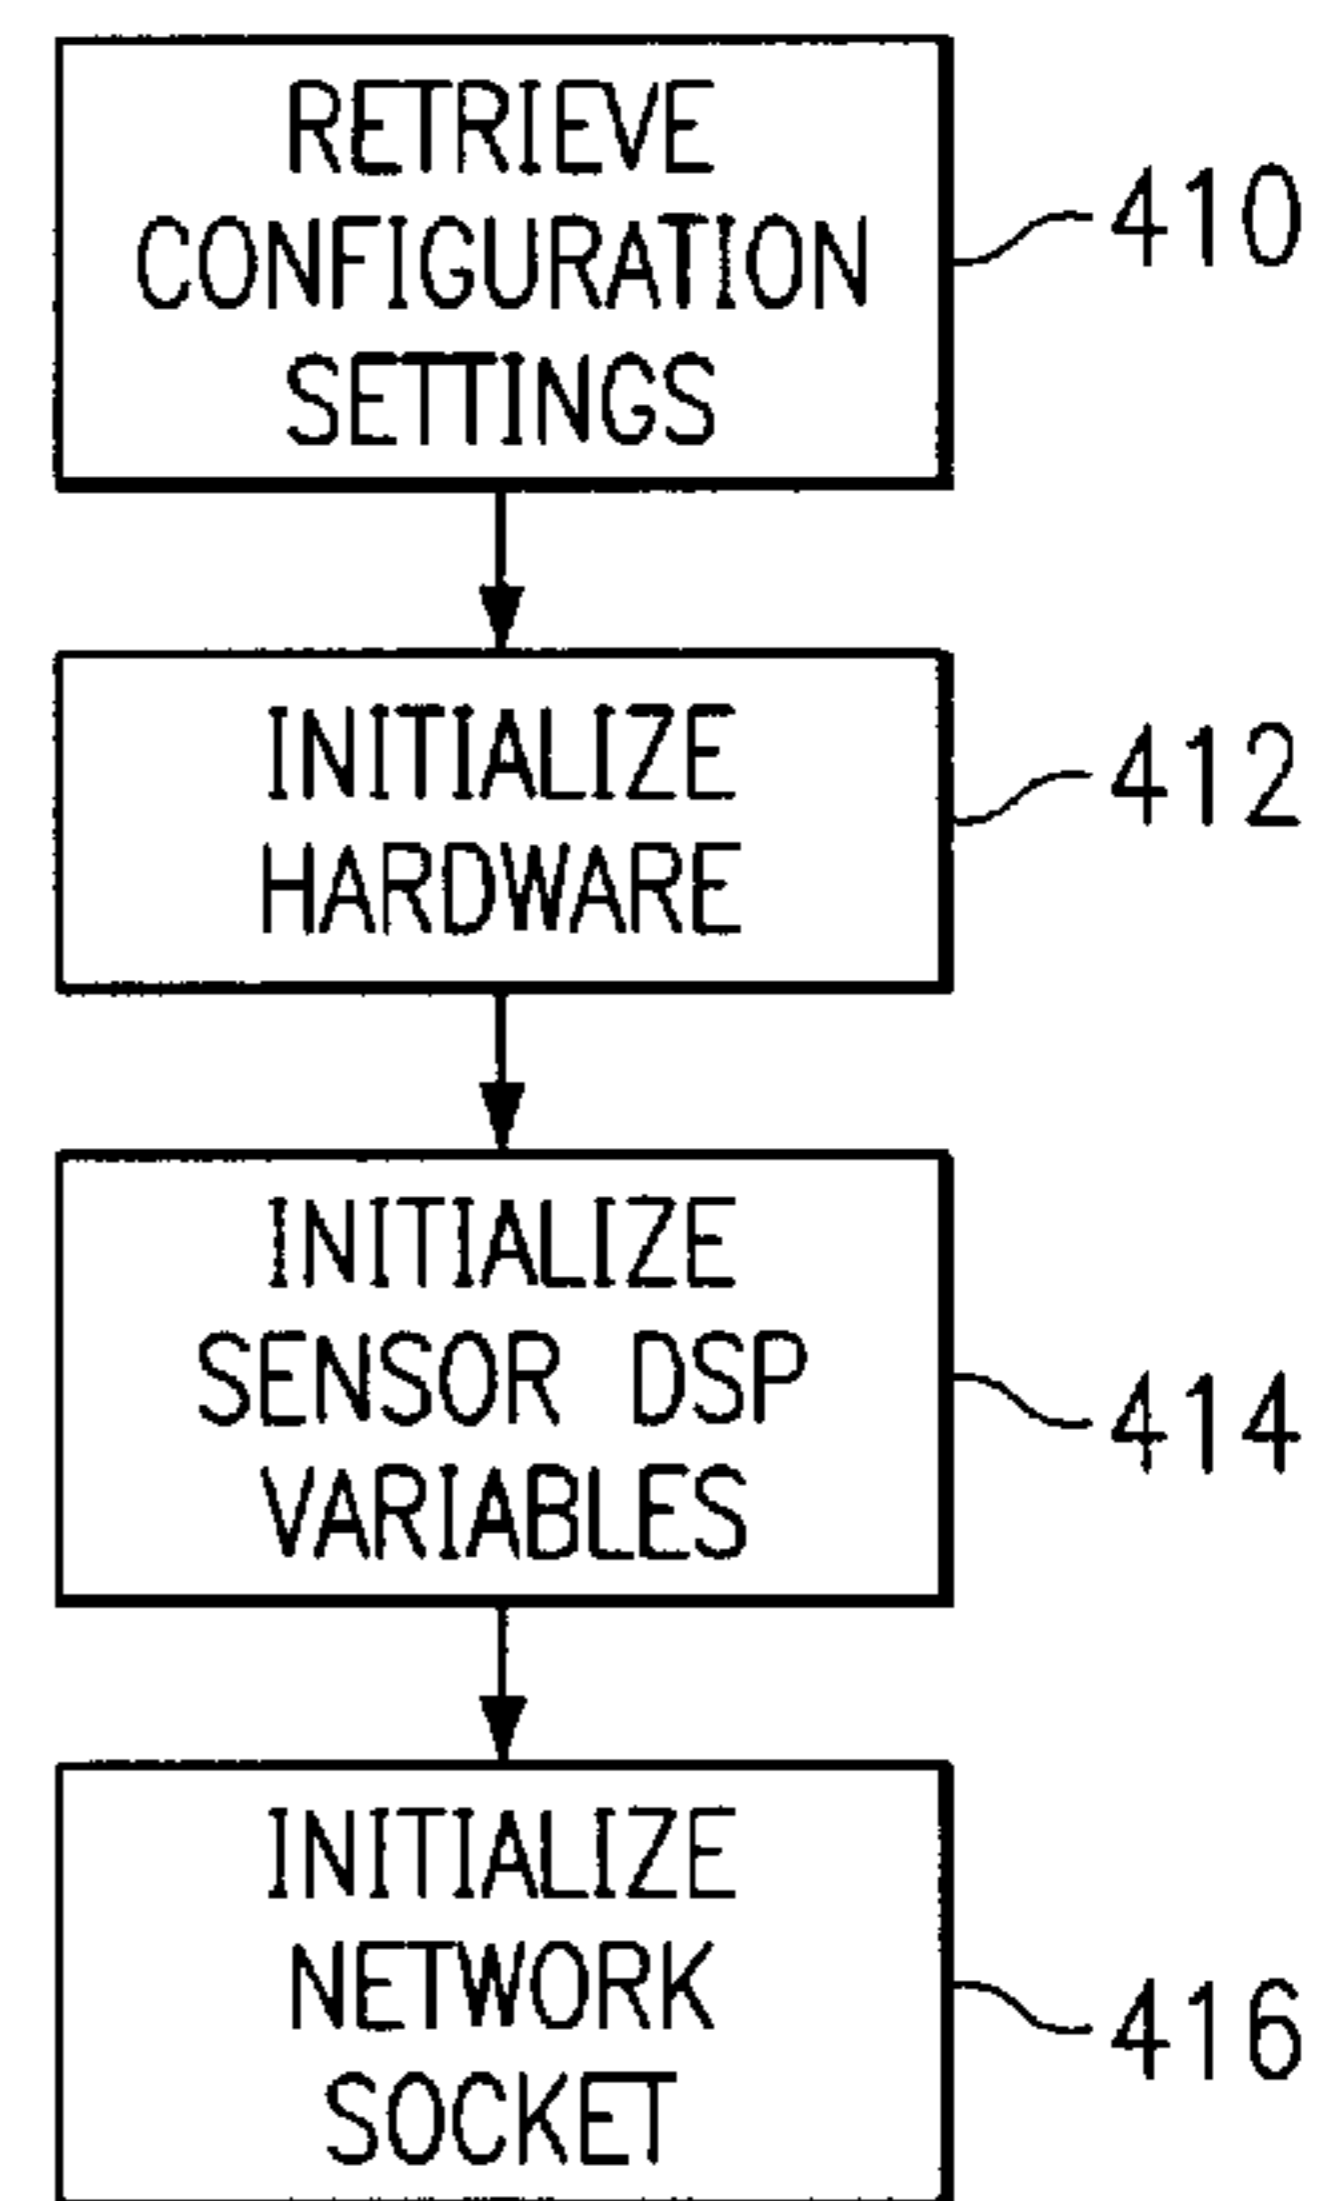 RETRIEVE
CONFIGURATION
SETTINGS
410
INITIALIZE
HARDWARE
412
INITIALIZE
SENSOR DSP
VARIABLES
414
INITIALIZE
NETWORK
SOCKET
416